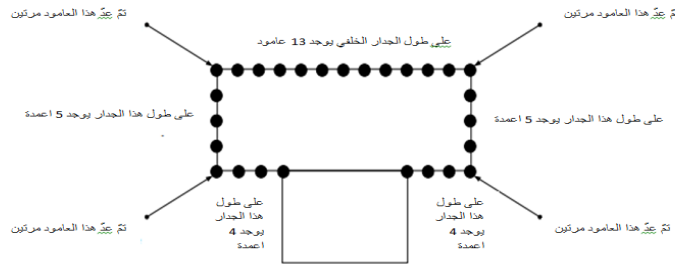 تمّ عدّ هذا العامود مرتين
تمّ عدّ هذا العامود مرتين
على طول الجدار الخلفي يوجد 13 عامود
على طول هذا الجدار يوجد 5 اعمدة
على طول هذا الجدار يوجد 5 اعمدة
على طول
هذا الجدار
يوجد 4
اعمدة
على طول
هذا الجدار
يوجد 4
اعمدة
تمّ عدّ هذا العامود مرتين
تمّ عدّ هذا العامود مرتين